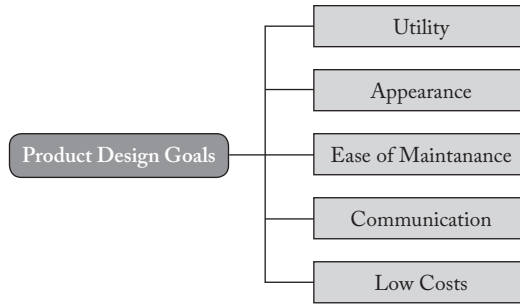 Utility
Appearance
Product Design Goals
Ease of Maintanance
Communication
Low Costs